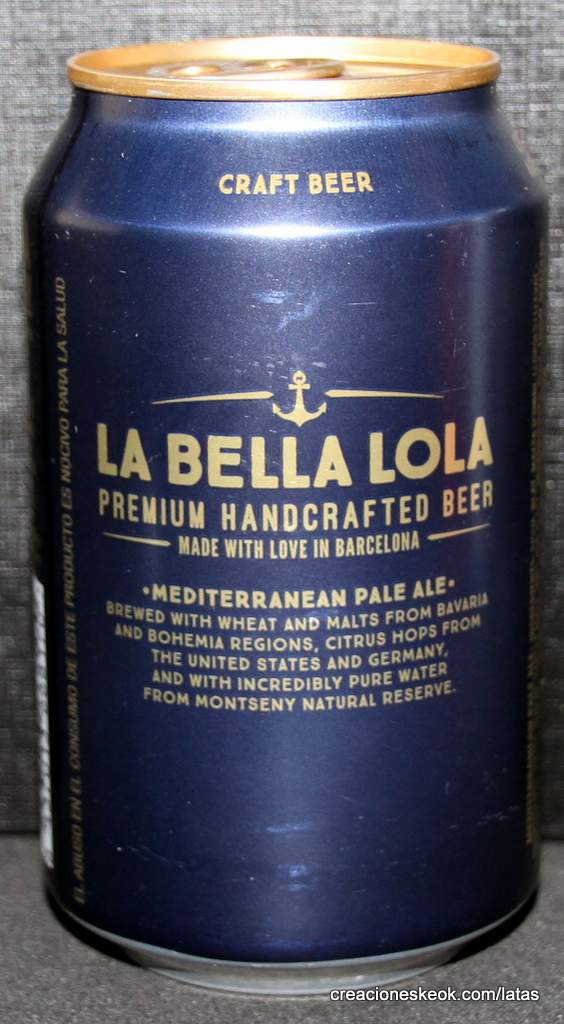 CRAFT BEER
LA BELLA LOLA
PREMIUM HANDCRAFTED BEER
MADE WITH LOVE IN BARCELONA
•MEDITERRANEAN PALE ALE•
BREWED WITH WHEAT AND MALTS FROM BAVARIA
AND BOHEMIA REGIONS, CITRUS HOPS FROM
THE UNITED STATES AND GERMANY,
AND WITH INCREDIBLY PURE WATER
FROM MONTSENY NATURAL RESERVE.
EL ABUSO EN EL CONSUMO DE ESTE PRODUCTO ES NOCIVO PARA LA SALUD
creacioneskeok.com/latas